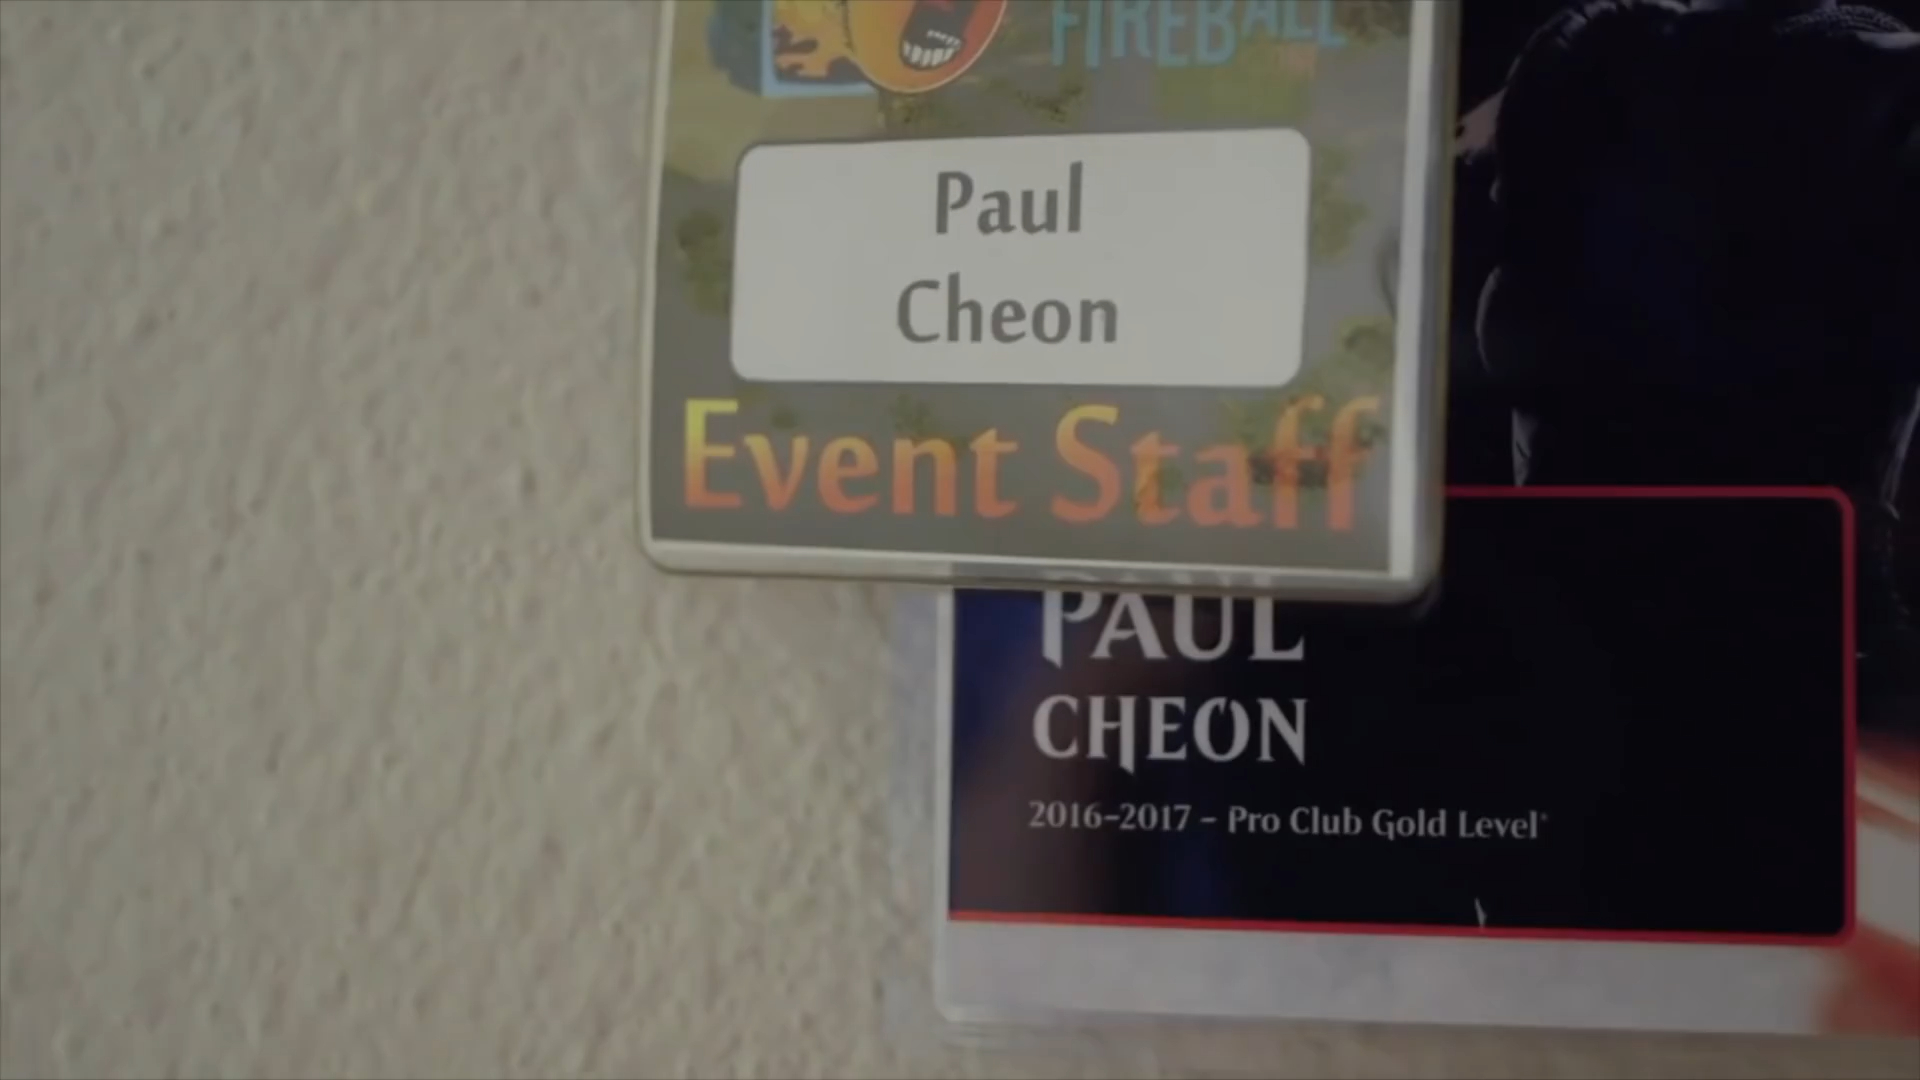 FIREBALL
Paul
Cheon
Event Staff
PAUL
CHEON
2016-2017 - Pro Club Gold Level*